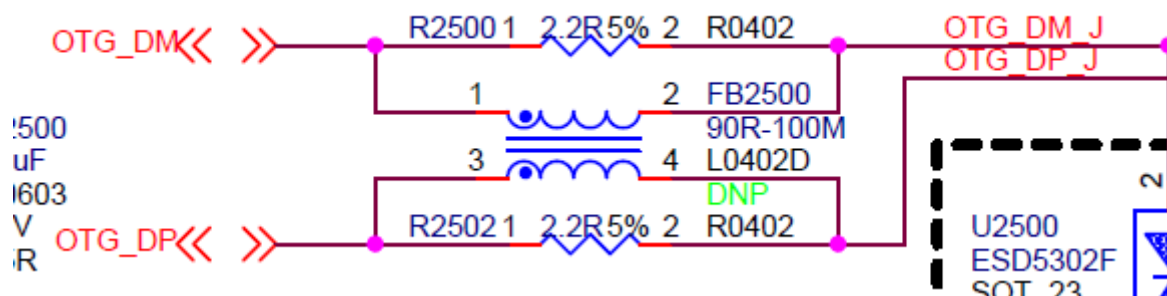 OTG_DM
R2500 1 2.2R 5% 2 R0402
OTG_DM_J
OTG_DP_J
1 2 FB2500
90R-100M
3 4 L0402D
DNP
2500
uF
0603
V
OTG_DP
R2502 1 2.2R 5% 2 R0402
2
U2500
ESD5302F
SOT_23